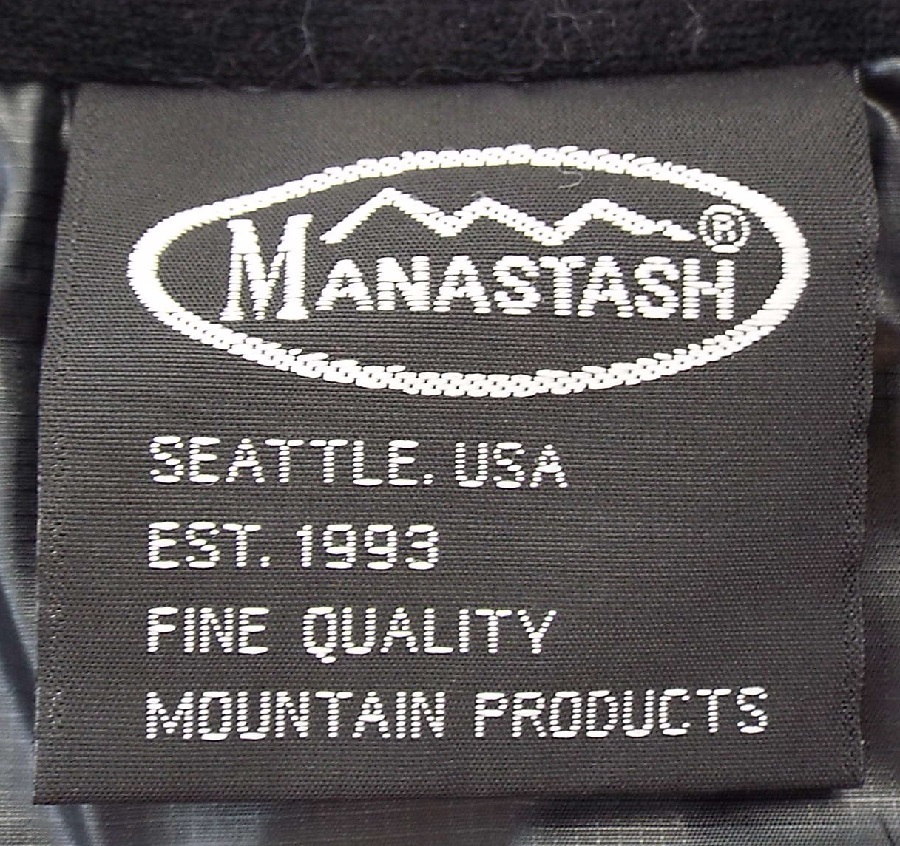 MANASTASH®
SEATTLE. USA
EST. 1993
FINE QUALITY
MOUNTAIN PRODUCTS